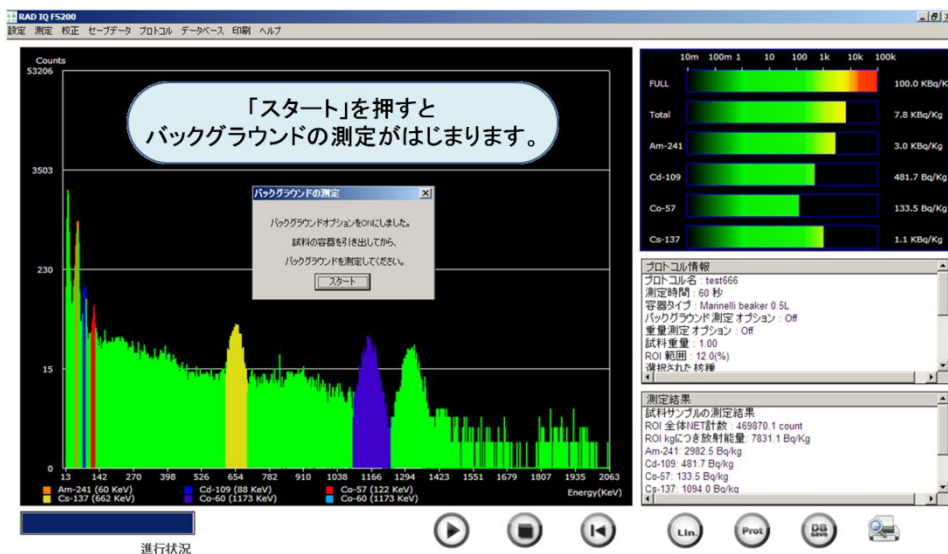 RAD IQ FS200
設定 測定 校正 セーブデータ プロトコル データベース 印刷 ヘルプ
Counts
53206
3503
230
15
0
「スタート」を押すと
バックグラウンドの測定がはじまります。
バックグラウンドの測定
バックグラウンドオプションをONにしました。
試料の容器を引き出してから、
バックグラウンドを測定してください。
スタート
13 142 270 398 526 654 782 910 1038 1166 1294 1423 1551 1679 1807 1935 2063
Energy(KeV)
Am-241 (60 KeV) Cd-109 (88 KeV) Co-57 (122 KeV)
Cs-137 (662 KeV) Co-60 (1173 KeV) Co-60 (1173 KeV)
進行状況
10m 100m 1 10 100 1k 10k 100k
FULL 100.0 KBq/K
Total 7.8 KBq/Kg
Am-241 3.0 KBq/Kg
Cd-109 481.7 Bq/Kg
Co-57 133.5 Bq/Kg
Cs-137 1.1 KBq/Kg
プロトコル情報
プロトコル名 : test666
測定時間 : 60 秒
容器タイプ : Marinelli beaker 0.5L
バックグラウンド 測定 オプション : Off
重量測定 オプション : Off
試料重量 : 1.00
ROI 範囲 : 12.0(%)
選択された 核種
測定結果
試料サンプルの測定結果
ROI 全体NET計数 : 469870.1 count
ROI kgにつき放射能量: 7831.1 Bq/kg
Am-241: 2982.5 Bq/kg
Cd-109: 481.7 Bq/kg
Co-57: 133.5 Bq/kg
Cs-137: 1094.0 Bq/kg
Lin.
Prot
DB
save